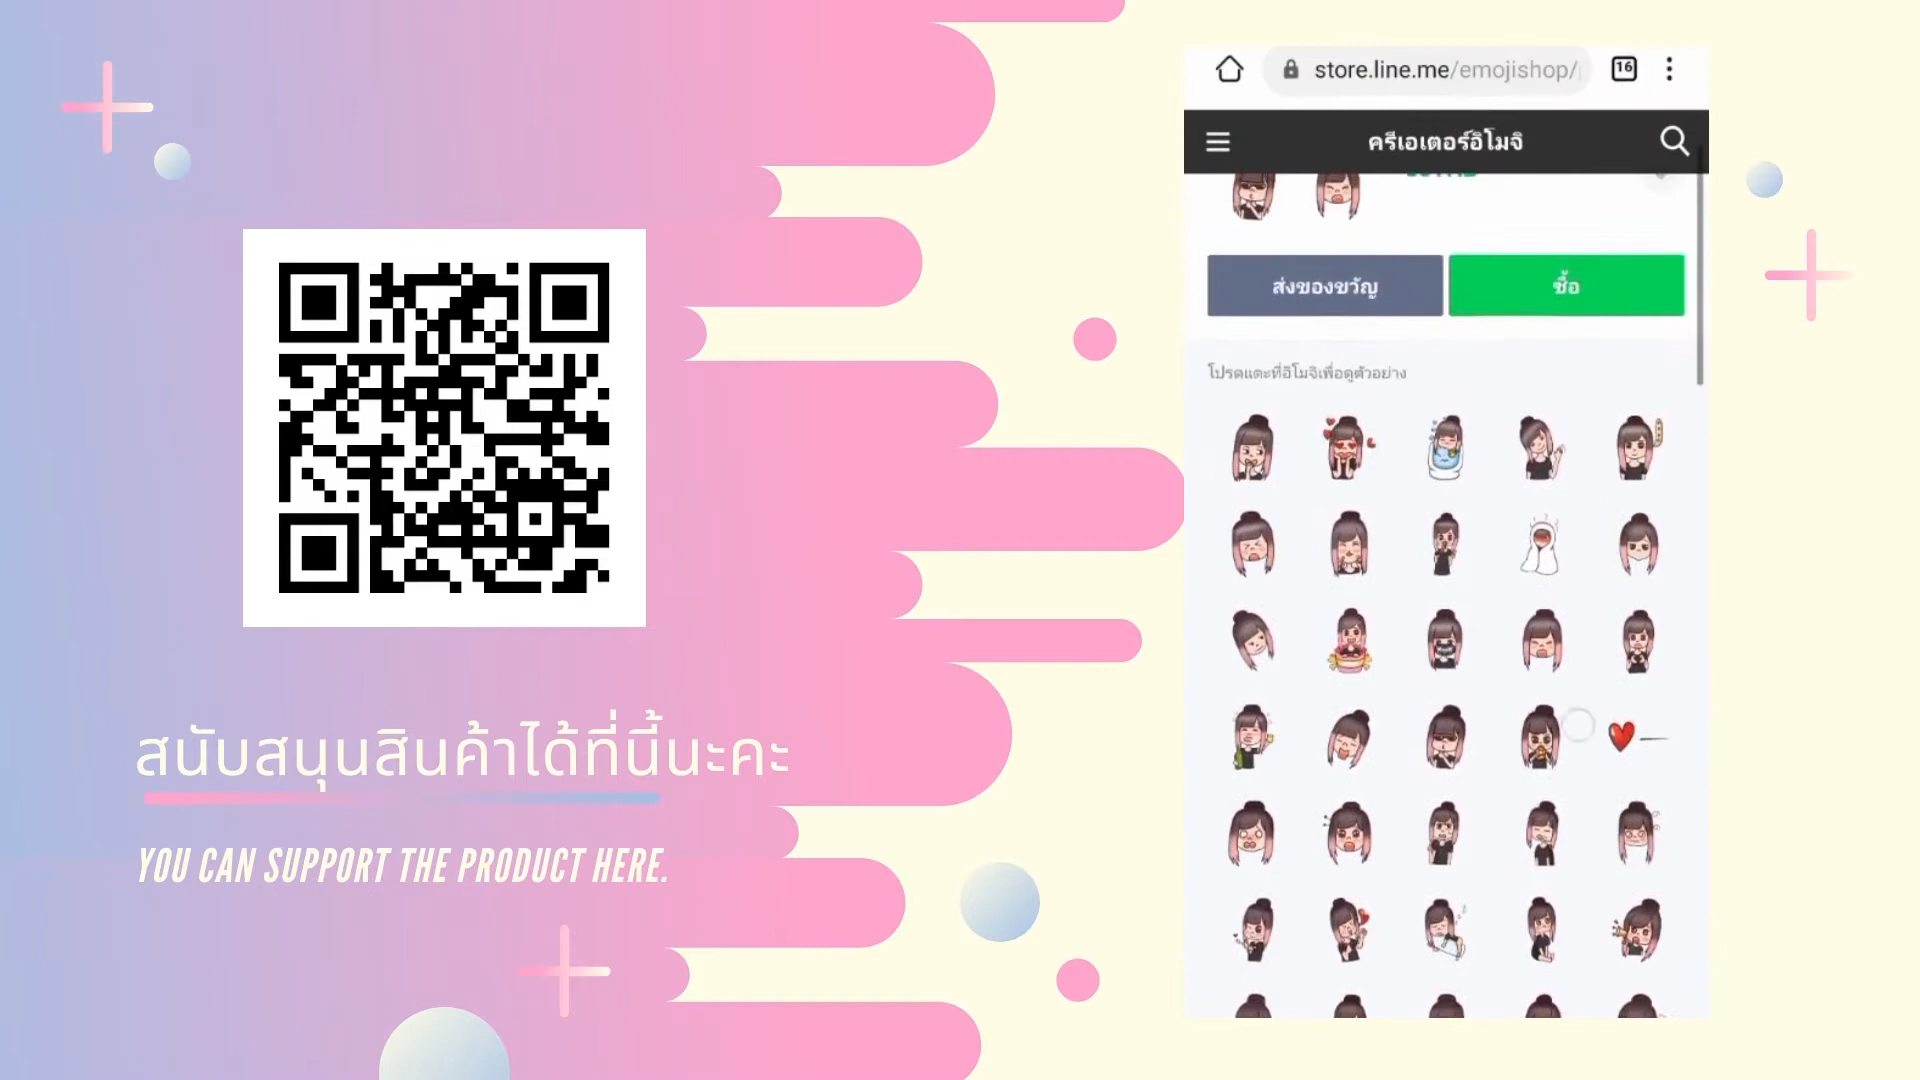 สนับสนุนสินค้าได้ที่นี้นะคะ
YOU CAN SUPPORT THE PRODUCT HERE.
store.line.me/emojishop/
16
ครีเอเตอร์อิโมจิ
ส่งของขวัญ
ซื้อ
โปรดแตะที่อิโมจิเพื่อดูตัวอย่าง